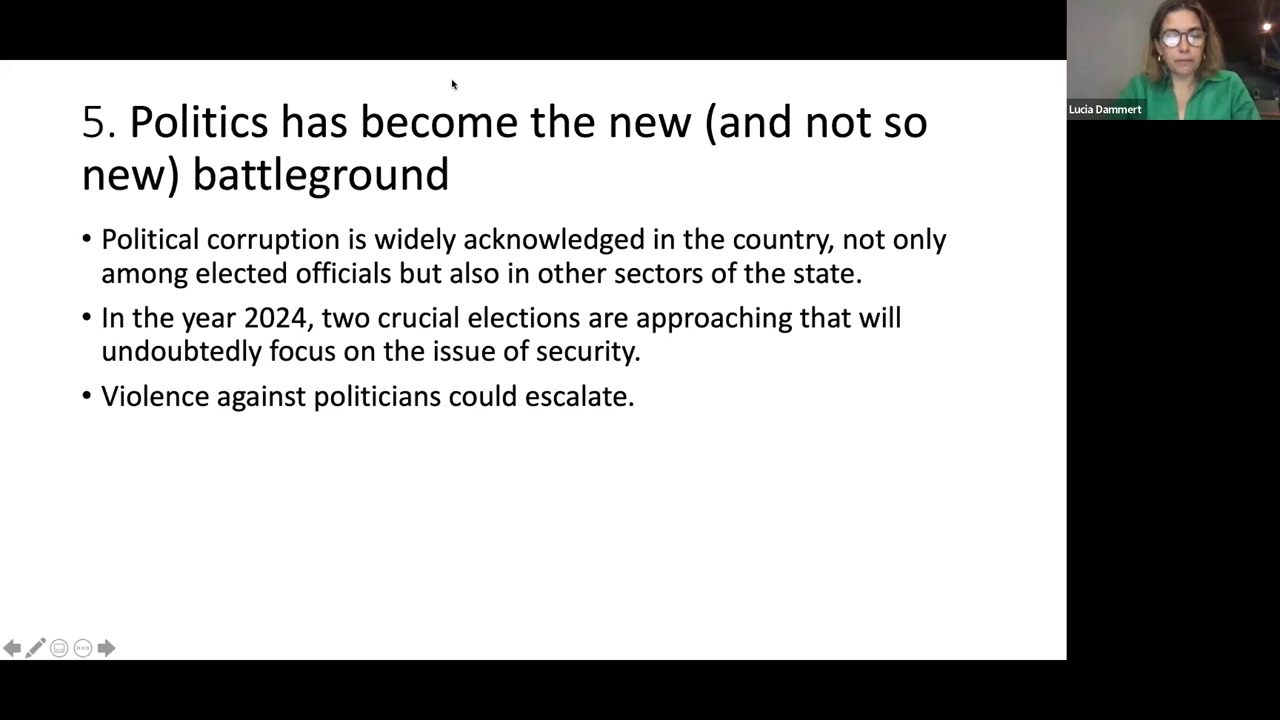 5. Politics has become the new (and not so
new) battleground
• Political corruption is widely acknowledged in the country, not only
among elected officials but also in other sectors of the state.
• In the year 2024, two crucial elections are approaching that will
undoubtedly focus on the issue of security.
• Violence against politicians could escalate.
Lucia Dammert